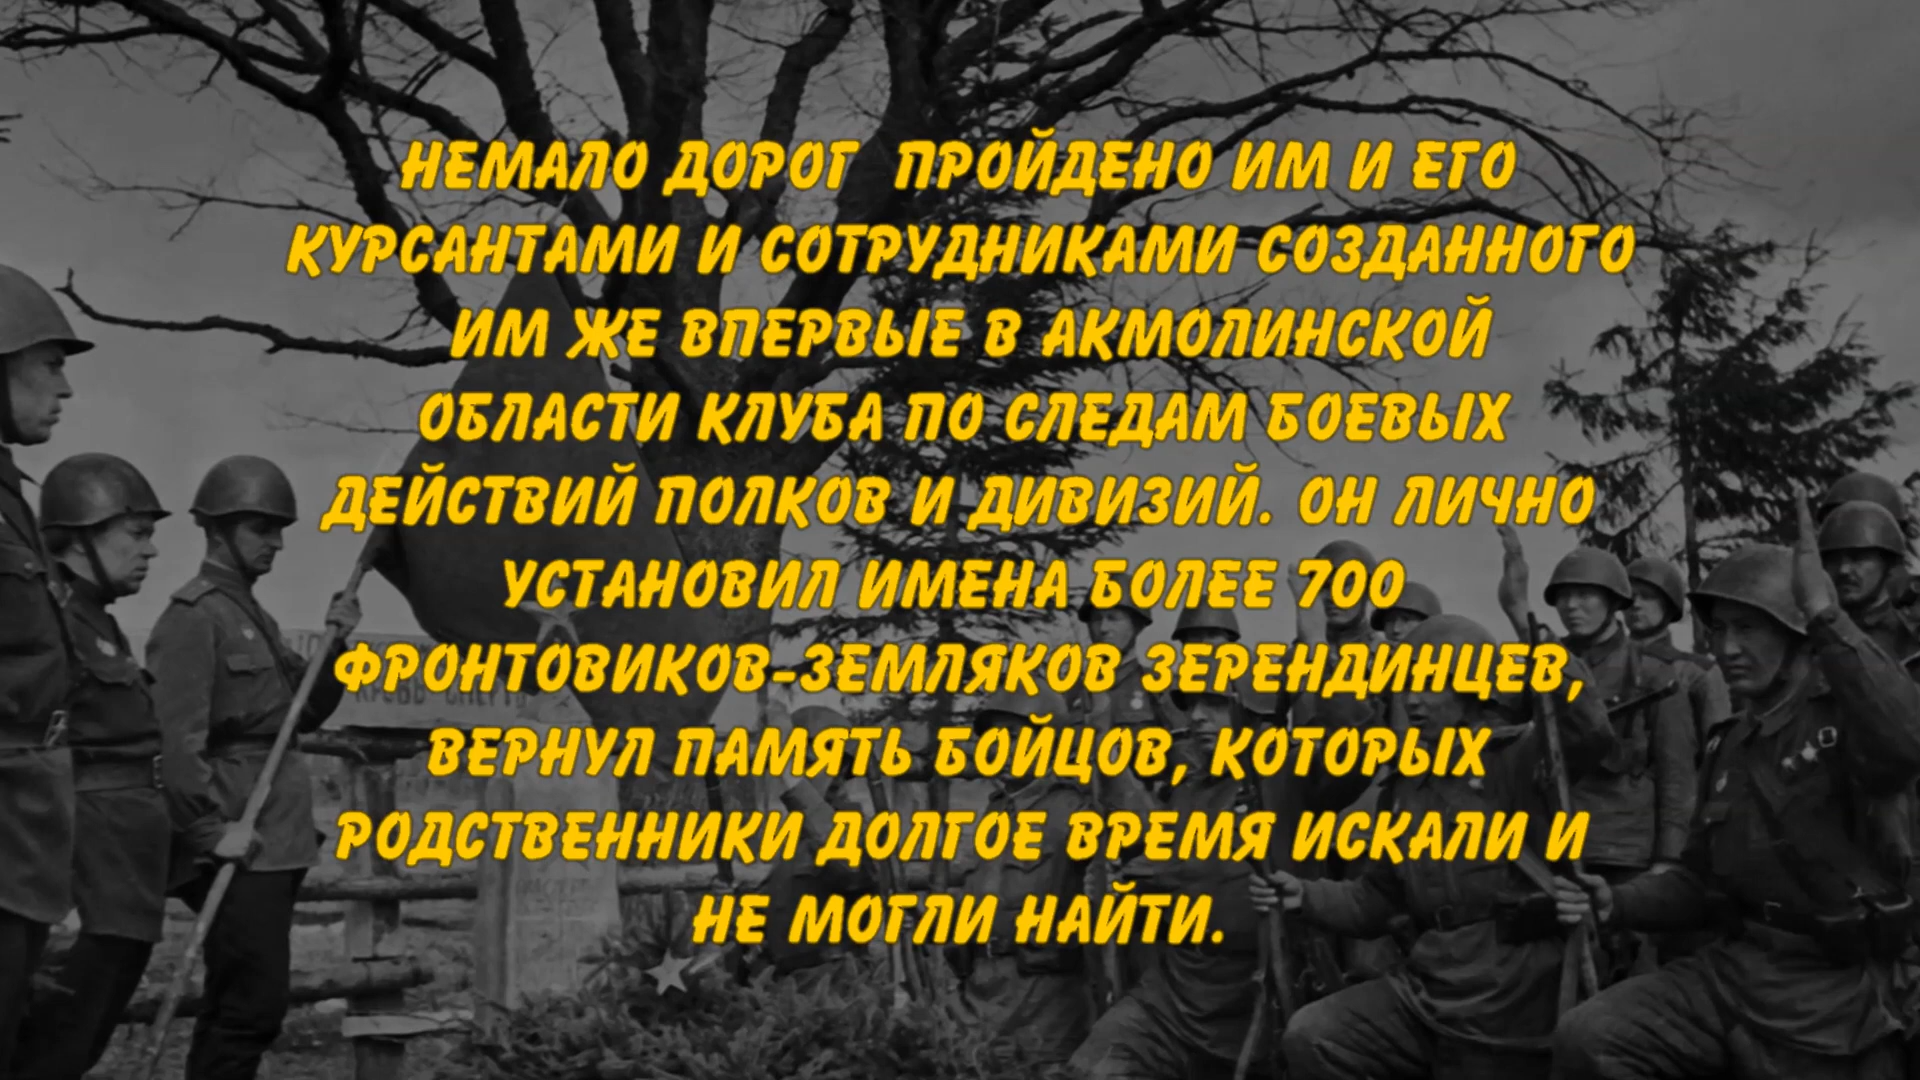 НЕМАЛО ДОРОГ ПРОЙДЕНО ИМ И ЕГО
КУРСАНТАМИ И СОТРУДНИКАМИ СОЗДАННОГО
ИМ ЖЕ ВПЕРВЫЕ В АКМОЛИНСКОЙ
ОБЛАСТИ КЛУБА ПО СЛЕДАМ БОЕВЫХ
ДЕЙСТВИЙ ПОЛКОВ И ДИВИЗИЙ. ОН ЛИЧНО
УСТАНОВИЛ ИМЕНА БОЛЕЕ 700
ФРОНТОВИКОВ-ЗЕМЛЯКОВ ЗЕРЕНДИНЦЕВ,
ВЕРНУЛ ПАМЯТЬ БОЙЦОВ, КОТОРЫХ
РОДСТВЕННИКИ ДОЛГОЕ ВРЕМЯ ИСКАЛИ И
НЕ МОГЛИ НАЙТИ.